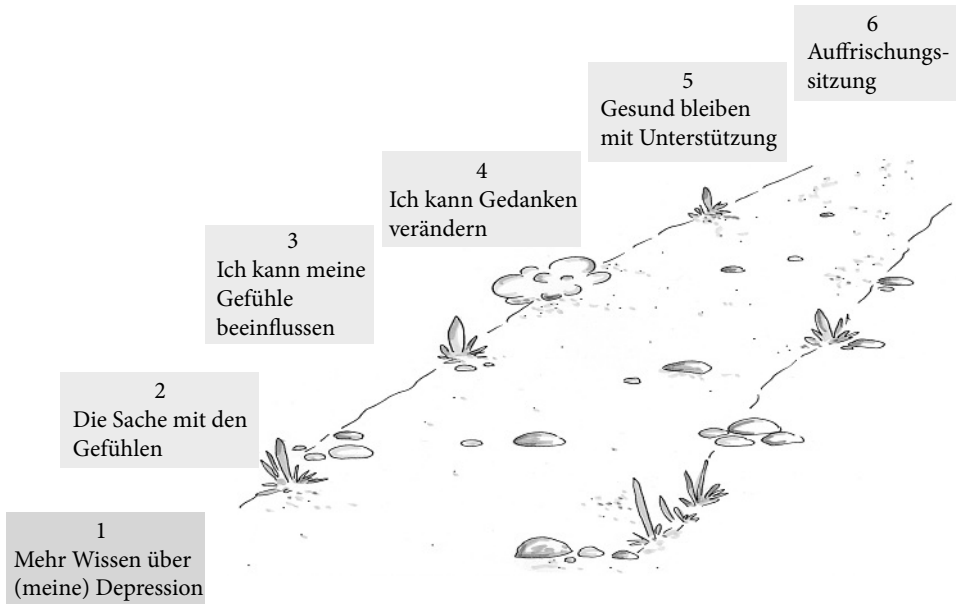 6
Auffrischungs-
sitzung
5
Gesund bleiben
mit Unterstützung
4
Ich kann Gedanken
verändern
3
Ich kann meine
Gefühle
beeinflussen
2
Die Sache mit den
Gefühlen
1
Mehr Wissen über
(meine) Depression